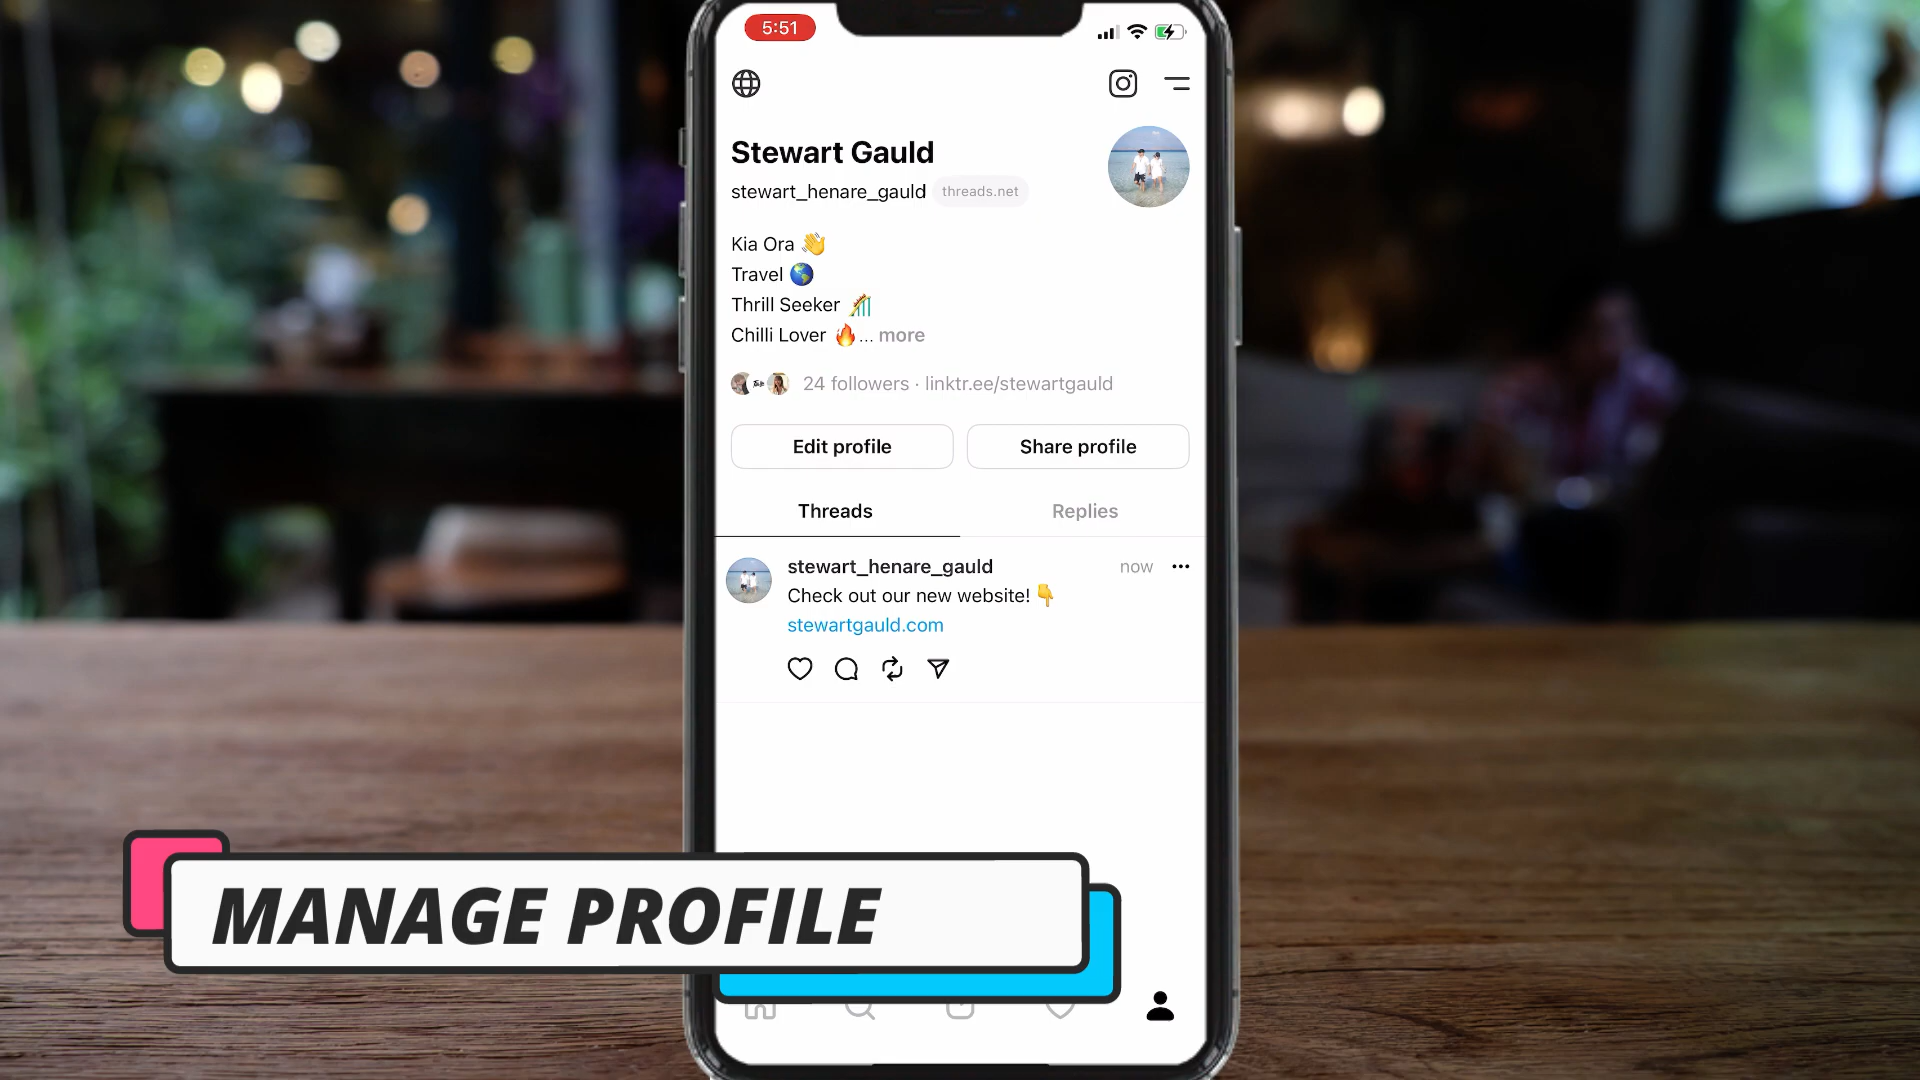 5:51
Stewart Gauld
stewart_henare_gauld threads.net
Kia Ora 👋
Travel 🌎
Thrill Seeker 🎢
Chilli Lover 🔥... more
24 followers · linktr.ee/stewartgauld
Edit profile Share profile
Threads Replies
stewart_henare_gauld now
Check out our new website! 👇
stewartgauld.com
MANAGE PROFILE